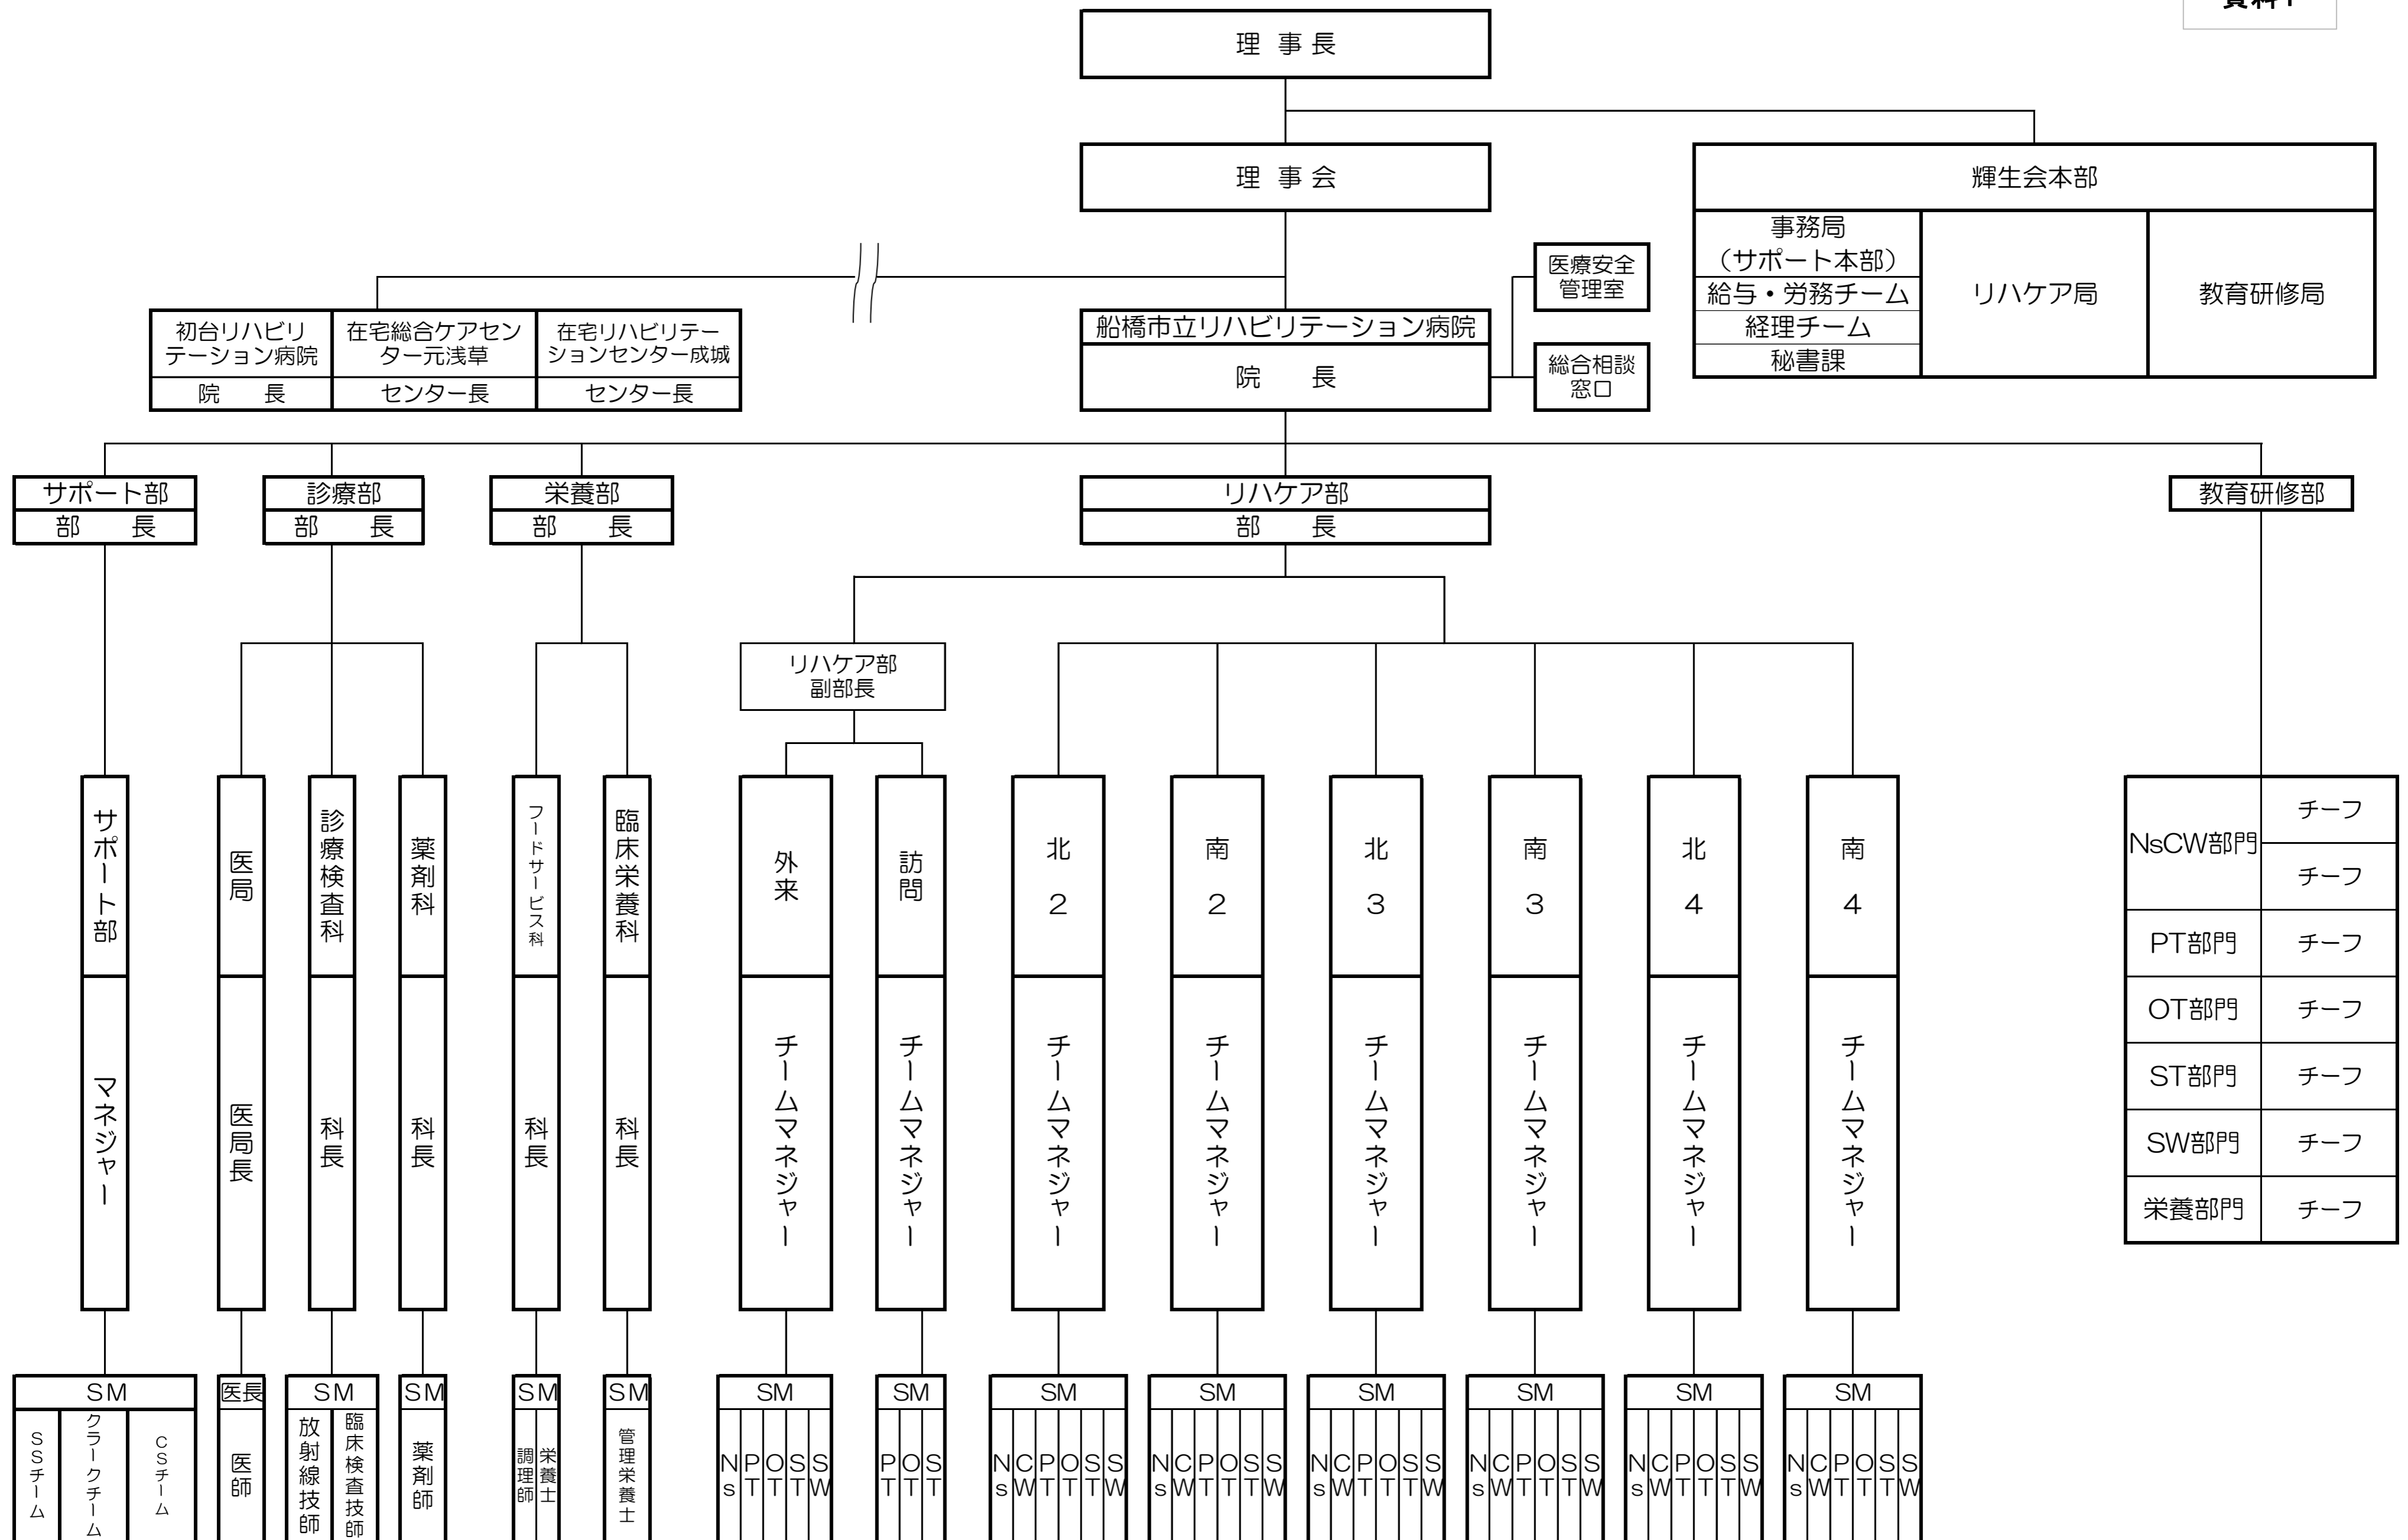 資料1
理 事 長
理 事 会
輝生会本部
事務局
（サポート本部）
給与・労務チーム
経理チーム
秘書課
リハケア局
教育研修局
医療安全
管理室
総合相談
窓口
初台リハビリ
テーション病院
院 長
在宅総合ケアセン
ター元浅草
センター長
在宅リハビリテー
ションセンター成城
センター長
船橋市立リハビリテーション病院
院 長
サポート部
部 長
診療部
部 長
栄養部
部 長
リハケア部
部 長
教育研修部
リハケア部
副部長
サポート部
マネジャー
医局
医局長
診療検査科
科長
薬剤科
科長
フードサービス科
科長
臨床栄養科
科長
外来
チームマネジャー
訪問
チームマネジャー
北 2
チームマネジャー
南 2
チームマネジャー
北 3
チームマネジャー
南 3
チームマネジャー
北 4
チームマネジャー
南 4
チームマネジャー
NsCW部門
チーフ
チーフ
PT部門 チーフ
OT部門 チーフ
ST部門 チーフ
SW部門 チーフ
栄養部門 チーフ
SM
SSチーム
クラークチーム
CSチーム
医長
医師
SM
放射線技師
臨床検査技師
SM
薬剤師
SM
調理師
栄養士
SM
管理栄養士
SM
Ns PT OT ST SW
SM
PT OT ST
SM
Ns CW PT OT ST SW
SM
Ns CW PT OT ST SW
SM
Ns CW PT OT ST SW
SM
Ns CW PT OT ST SW
SM
Ns CW PT OT ST SW
SM
Ns CW PT OT ST SW